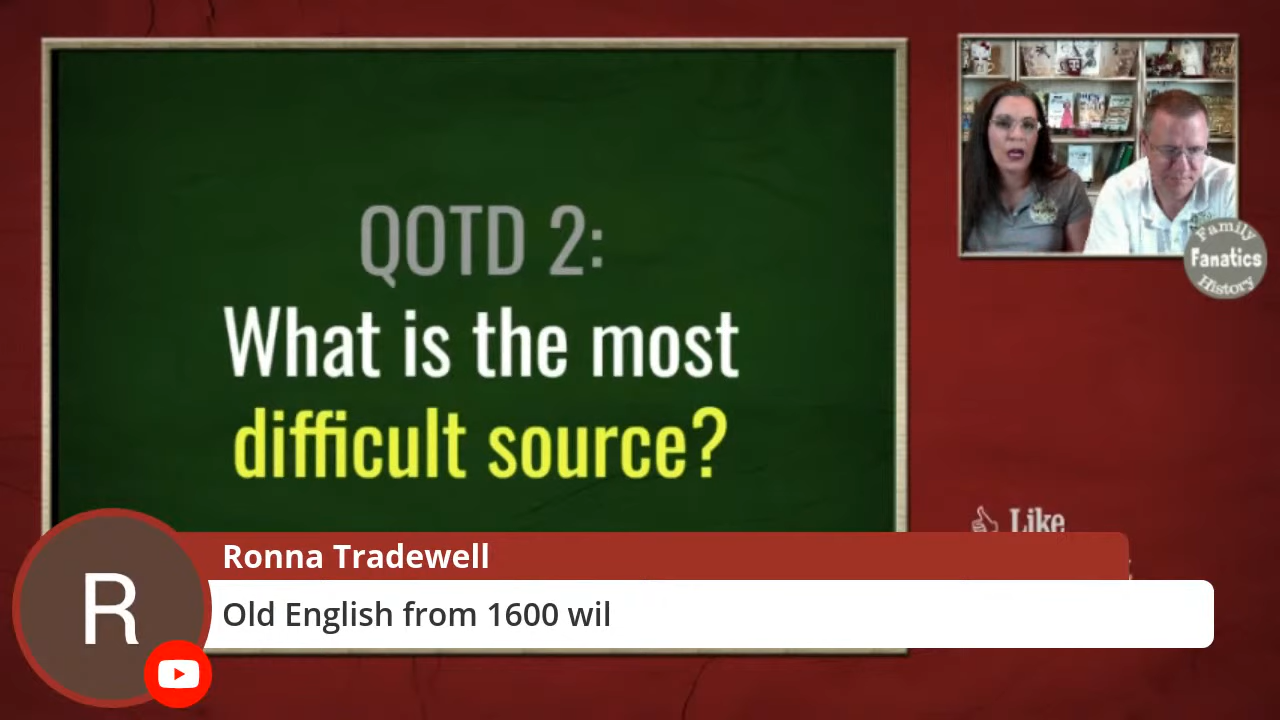 QOTD 2:
What is the most
difficult source?
Family
Fanatics
History
Like
R
Ronna Tradewell
Old English from 1600 wil